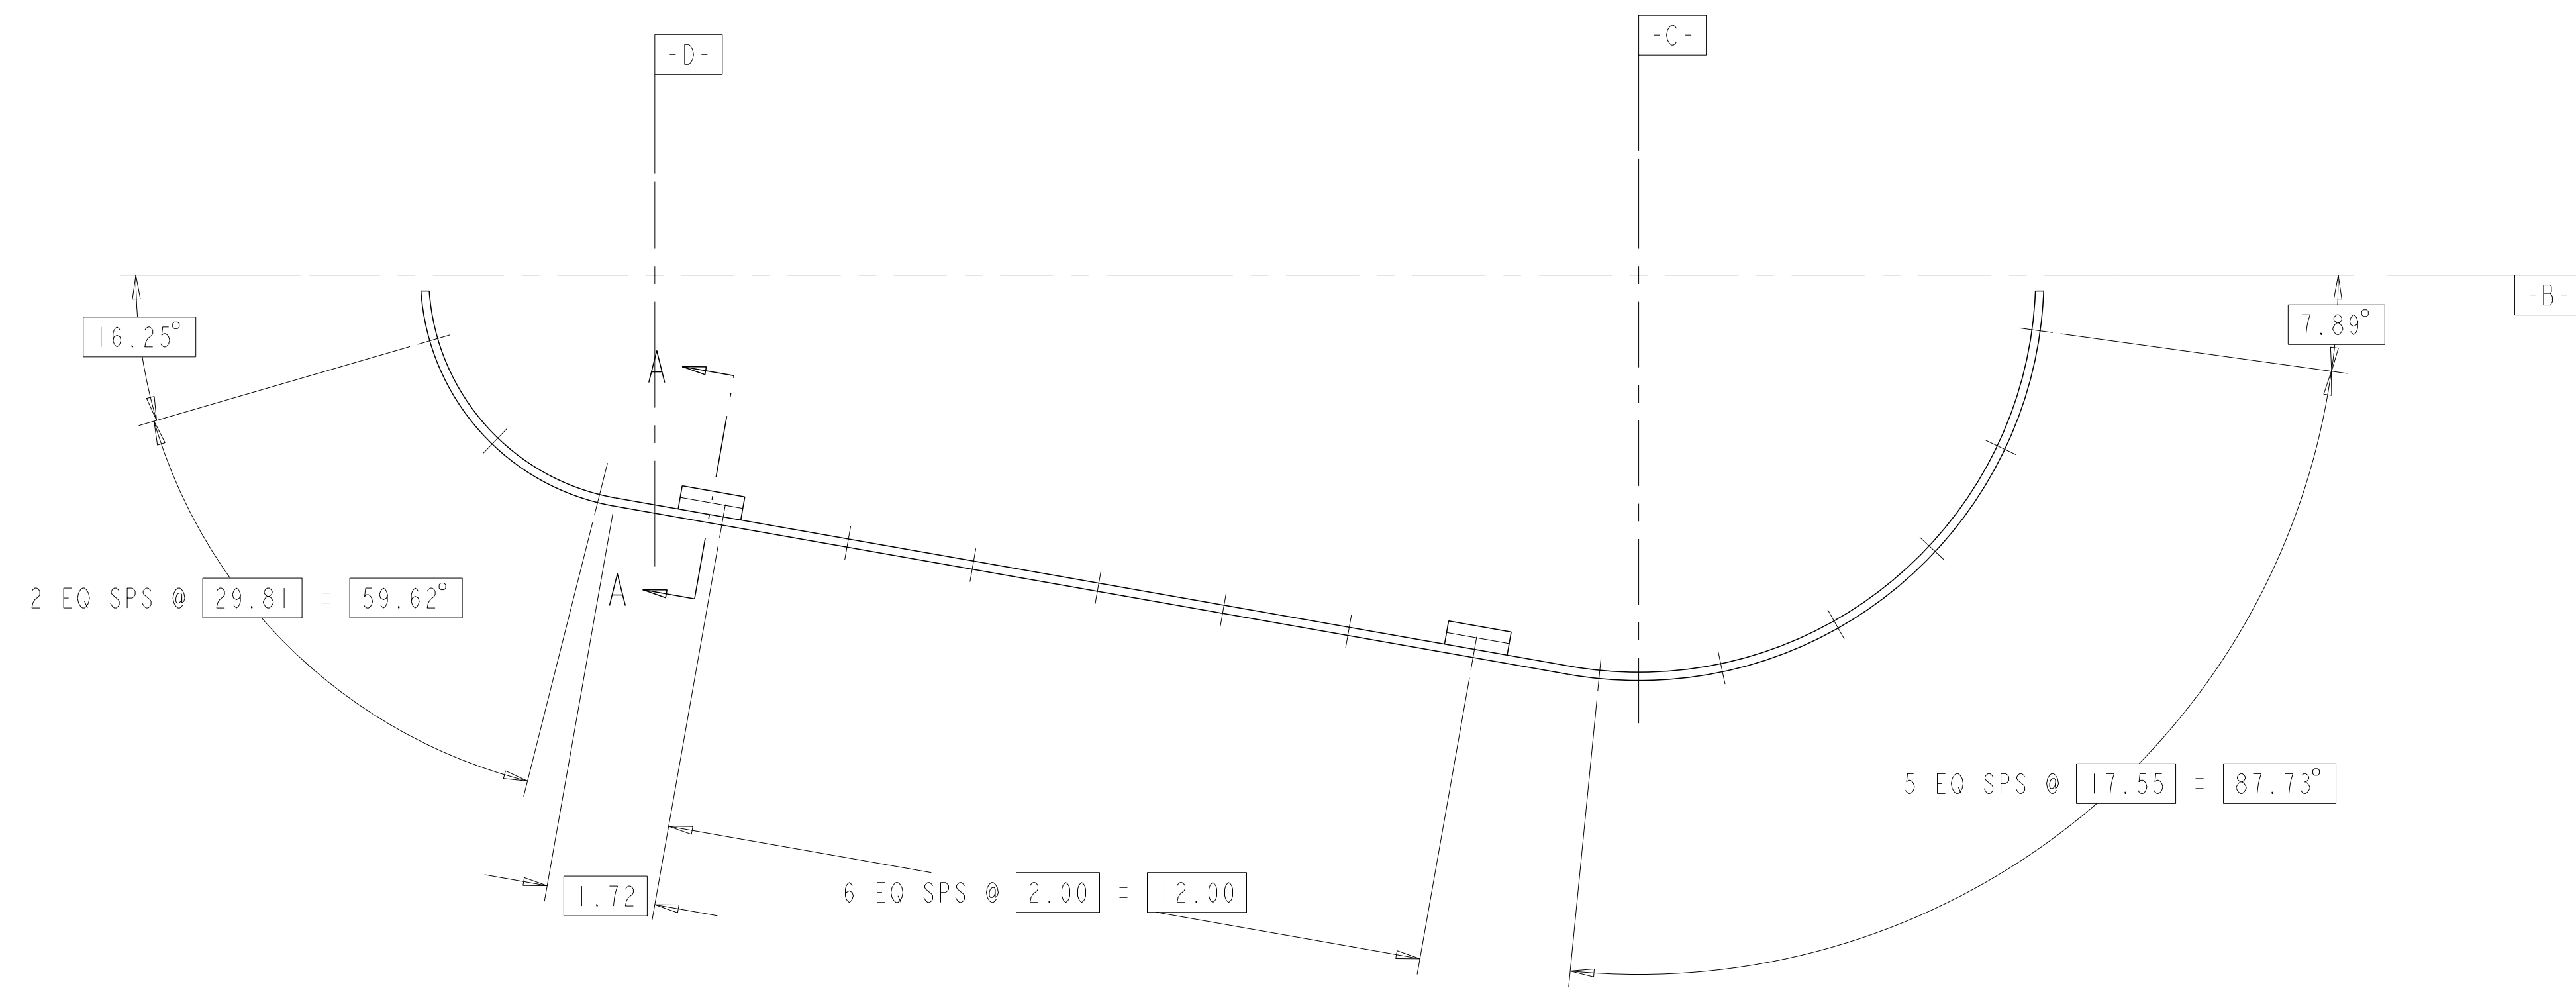 -C-
-D-
-B-
16.25°
7.89°
A
A
2 EQ SPS @ 29.81 = 59.62°
5 EQ SPS @ 17.55 = 87.73°
1.72
6 EQ SPS @ 2.00 = 12.00